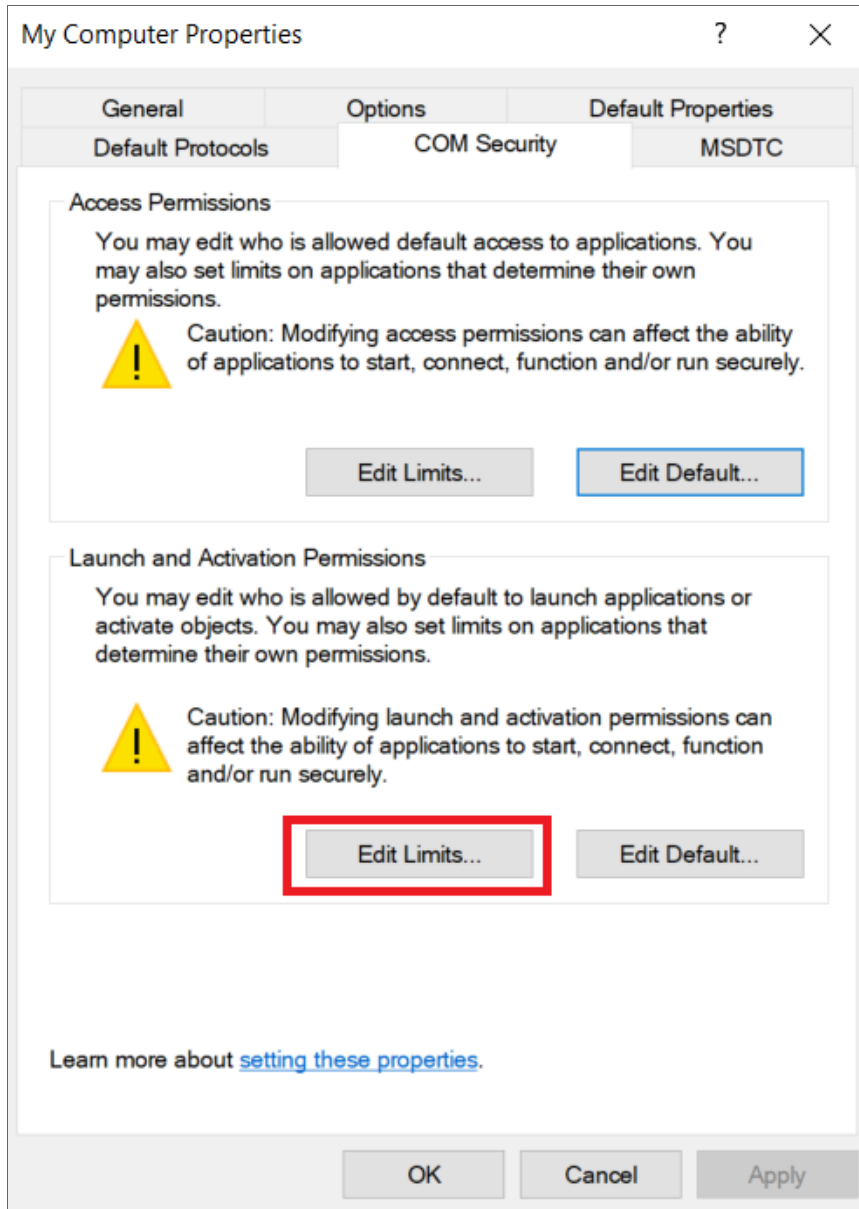 My Computer Properties ? ×
General Options Default Properties
Default Protocols COM Security MSDTC
Access Permissions
You may edit who is allowed default access to applications. You
may also set limits on applications that determine their own
permissions.
Caution: Modifying access permissions can affect the ability
of applications to start, connect, function and/or run securely.
Edit Limits... Edit Default...
Launch and Activation Permissions
You may edit who is allowed by default to launch applications or
activate objects. You may also set limits on applications that
determine their own permissions.
Caution: Modifying launch and activation permissions can
affect the ability of applications to start, connect, function
and/or run securely.
Edit Limits... Edit Default...
Learn more about setting these properties.
OK Cancel Apply